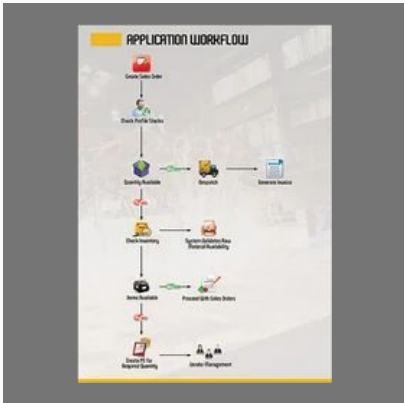 APPLICATION WORKFLOW
Create Sales Order
Check Profile Stocks
Quantity Available
Despatch
Generate Invoice
Check Inventory
System Validates Raw
Material Availability
Items Available
Proceed With Sales Orders
Create PI for
Required Quantity
Vendor Management